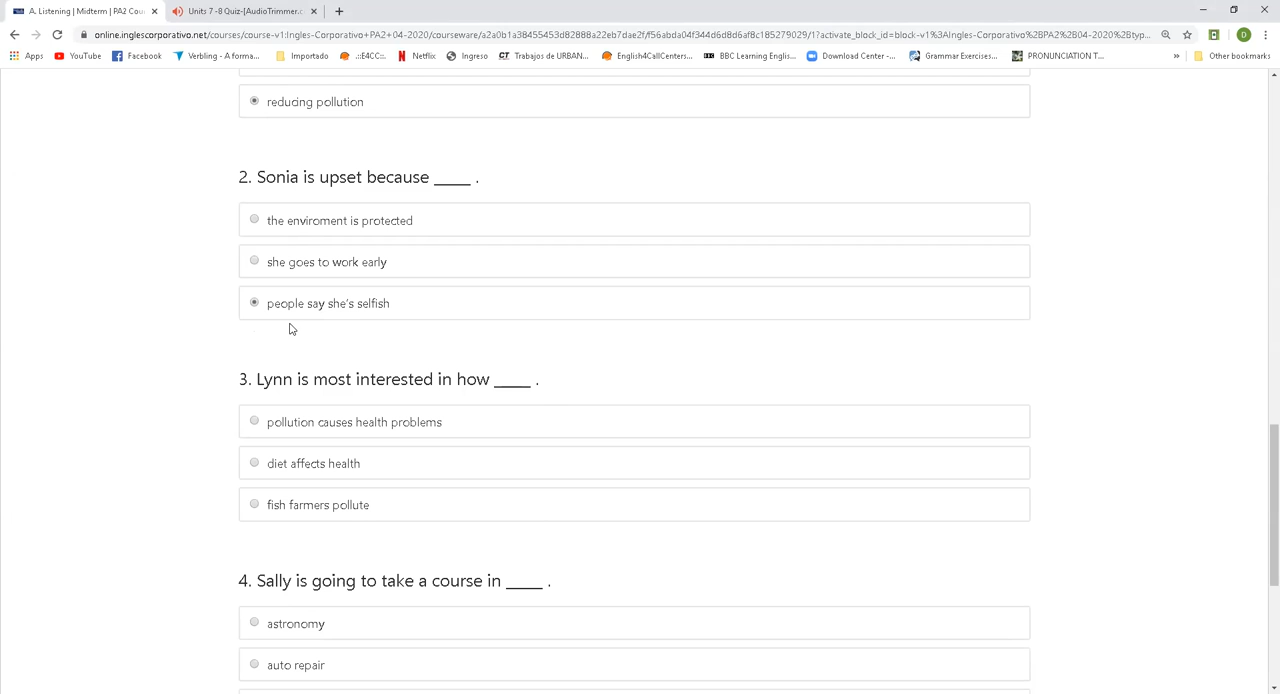 A. Listening | Midterm | PA2 Cou
Units 7 -8 Quiz-[AudioTrimmer.c
online.inglescorporativo.net/courses/course-v1:Ingles-Corporativo+PA2+04-2020/courseware/a2a0b1a38455453d82888a22eb7dae2f/f56abda04f344d6d8d6af8c185279029/1?activate_block_id=block-v1%3AIngles-Corporativo%2BPA2%2B04-2020%2Btyp...
Apps YouTube Facebook Verbling - A forma... Importado .::E4CC::. Netflix Ingreso CT Trabajos de URBAN... English4CallCenters... BBC Learning Englis... Download Center -... Grammar Exercises... PRONUNCIATION T... » Other bookmarks
reducing pollution
2. Sonia is upset because _____ .
the enviroment is protected
she goes to work early
people say she's selfish
3. Lynn is most interested in how _____ .
pollution causes health problems
diet affects health
fish farmers pollute
4. Sally is going to take a course in _____ .
astronomy
auto repair